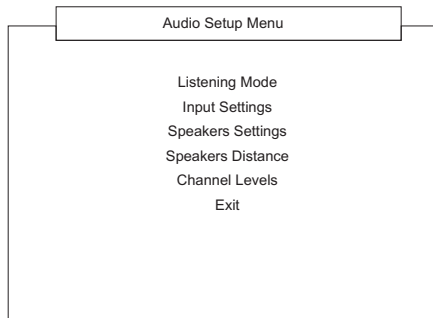 Audio Setup Menu
Listening Mode
Input Settings
Speakers Settings
Speakers Distance
Channel Levels
Exit